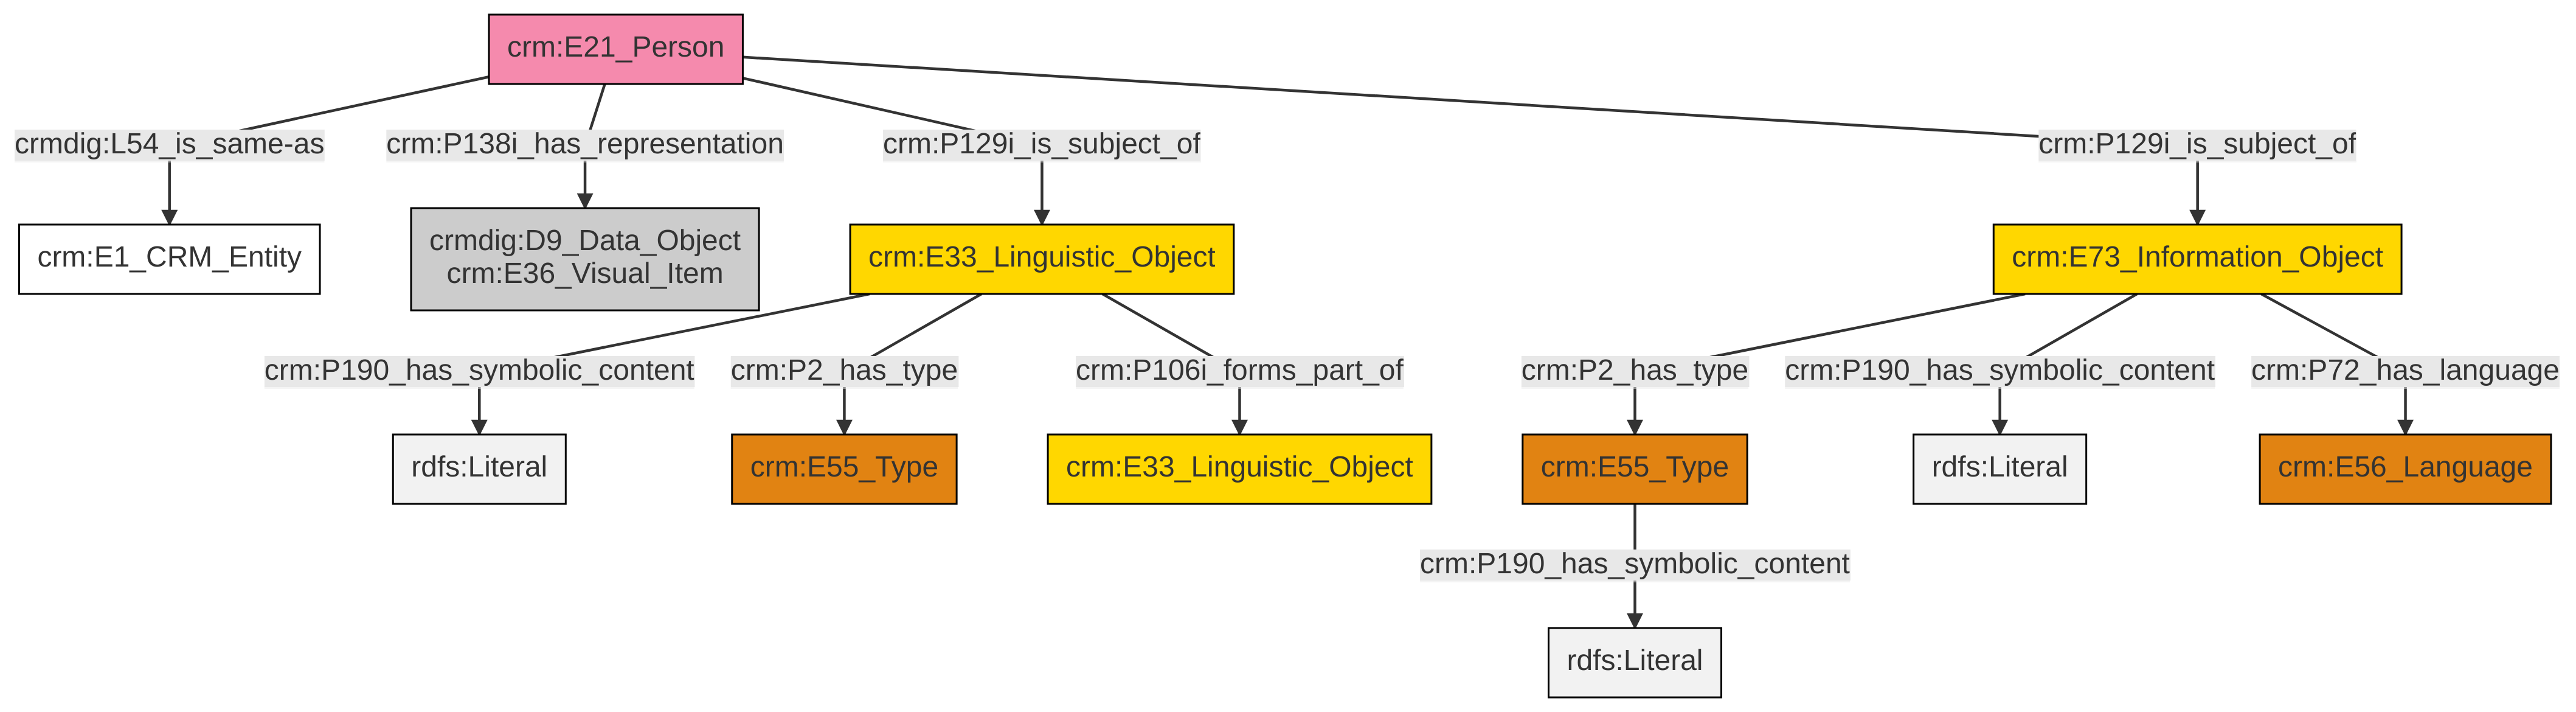 crm:E21_Person
crmdig:L54_is_same-as
crm:P138i_has_representation
crm:P129i_is_subject_of
crm:P129i_is_subject_of
crm:E1_CRM_Entity
crmdig:D9_Data_Object
crm:E36_Visual_Item
crm:E33_Linguistic_Object
crm:E73_Information_Object
crm:P190_has_symbolic_content
crm:P2_has_type
crm:P106i_forms_part_of
crm:P2_has_type
crm:P190_has_symbolic_content
crm:P72_has_language
rdfs:Literal
crm:E55_Type
crm:E33_Linguistic_Object
crm:E55_Type
rdfs:Literal
crm:E56_Language
crm:P190_has_symbolic_content
rdfs:Literal